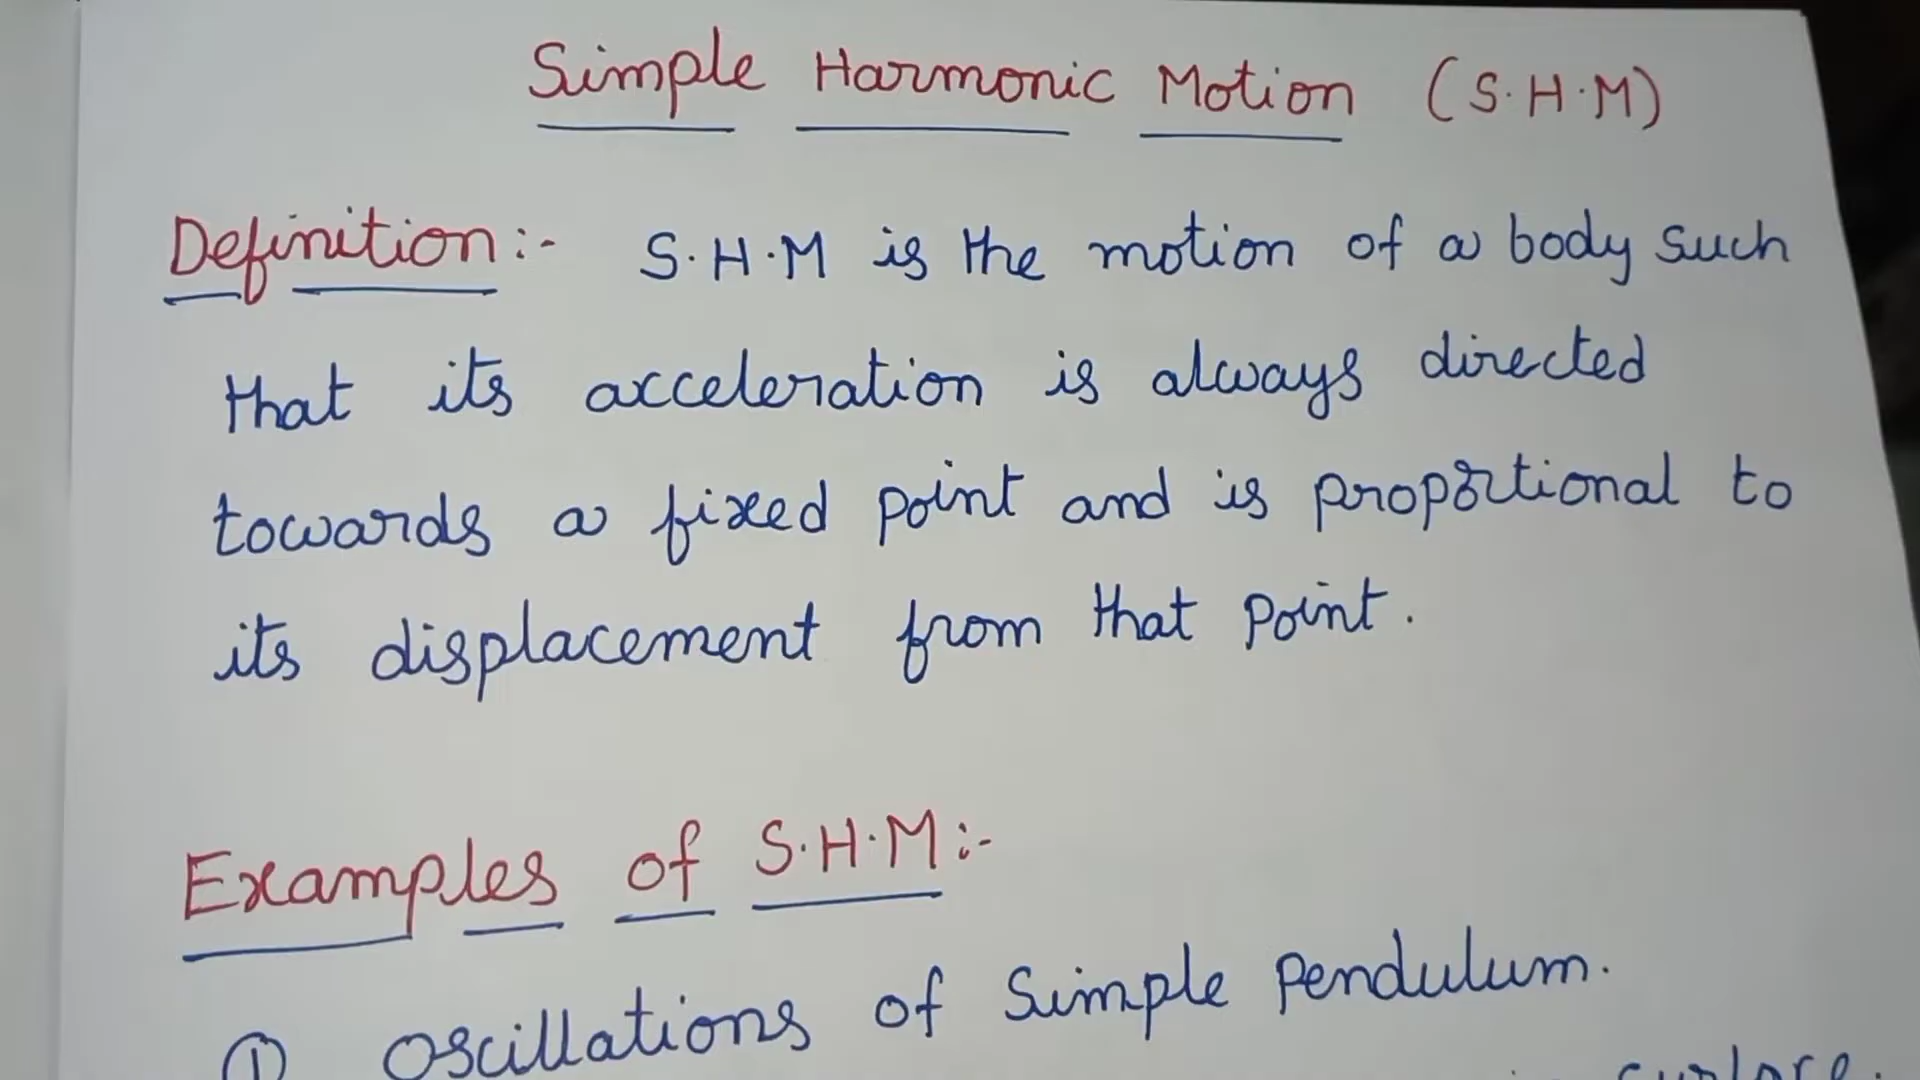 Simple Harmonic Motion (S.H.M)
Definition:- S.H.M is the motion of a body such
that its acceleration is always directed
towards a fixed point and is proportional to
its displacement from that point.
Examples of S.H.M:-
① Oscillations of Simple Pendulum.